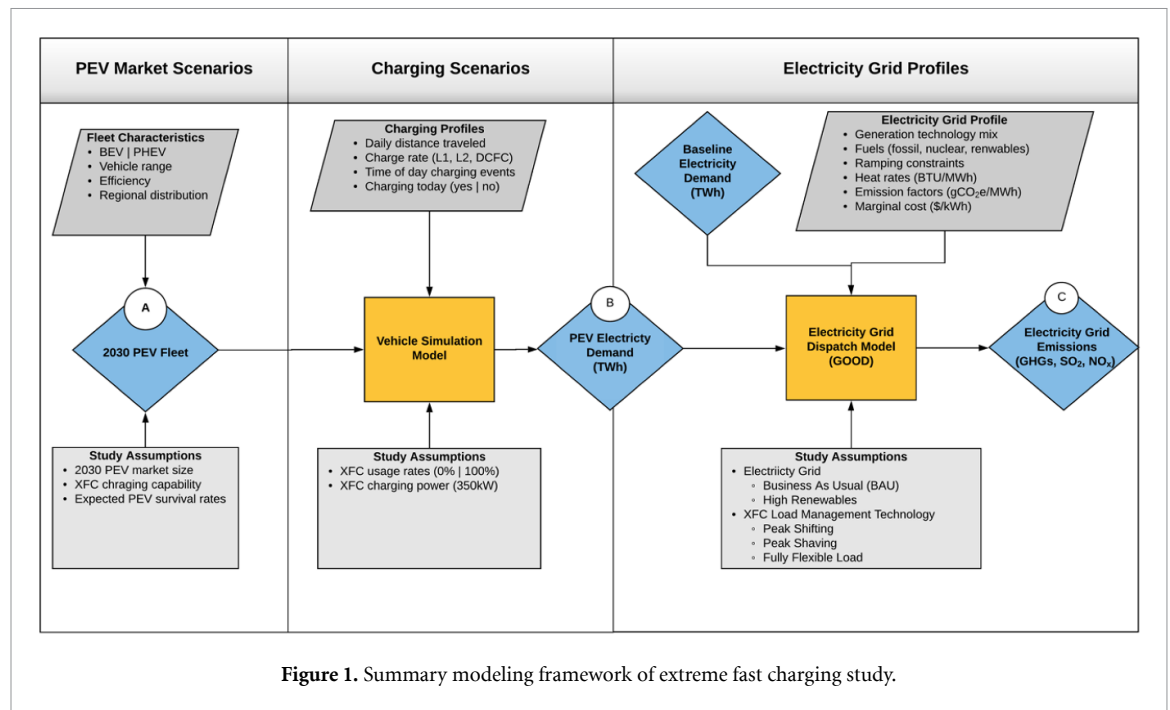 PEV Market Scenarios
Charging Scenarios
Electricity Grid Profiles
Fleet Characteristics
• BEV | PHEV
• Vehicle range
• Efficiency
• Regional distribution
Charging Profiles
• Daily distance traveled
• Charge rate (L1, L2, DCFC)
• Time of day charging events
• Charging today (yes | no)
Baseline
Electricity
Demand
(TWh)
Electricity Grid Profile
• Generation technology mix
• Fuels (fossil, nuclear, renwables)
• Ramping constraints
• Heat rates (BTU/MWh)
• Emission factors (gCO₂e/MWh)
• Marginal cost ($/kWh)
A
2030 PEV Fleet
Vehicle Simulation
Model
B
PEV Electricty
Demand
(TWh)
Electricity Grid
Dispatch Model
(GOOD)
C
Electricity Grid
Emissions
(GHGs, SO₂, NOₓ)
Study Assumptions
• 2030 PEV market size
• XFC chraging capability
• Expected PEV survival rates
Study Assumptions
• XFC usage rates (0% | 100%)
• XFC charging power (350kW)
Study Assumptions
• Electriicty Grid
◦ Business As Usual (BAU)
◦ High Renewables
• XFC Load Management Technology
◦ Peak Shifting
◦ Peak Shaving
◦ Fully Flexible Load
Figure 1. Summary modeling framework of extreme fast charging study.